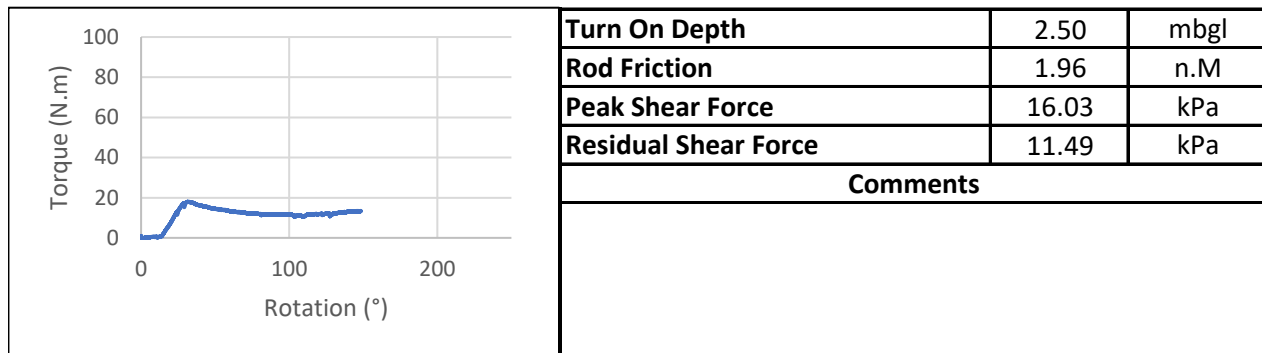 100
80
60
40
20
0
Torque (N.m)
0 100 200
Rotation (°)
Turn On Depth 2.50 mbgl
Rod Friction 1.96 n.M
Peak Shear Force 16.03 kPa
Residual Shear Force 11.49 kPa
Comments